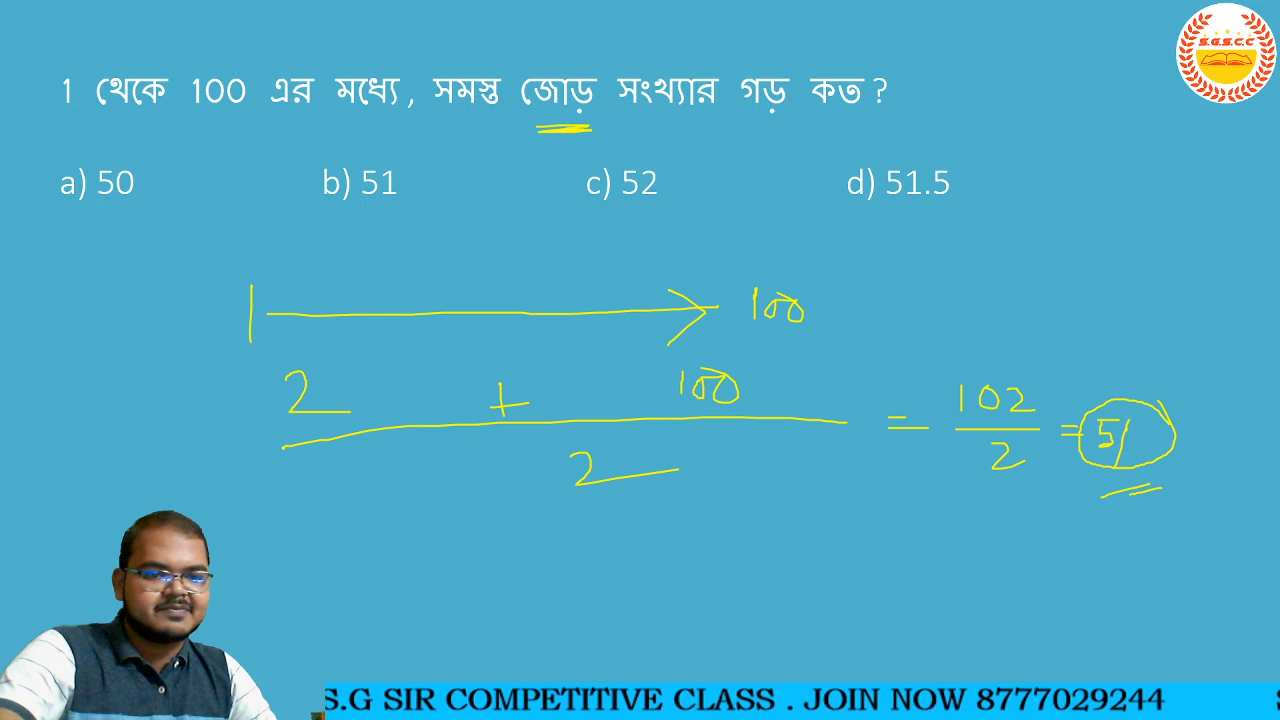 S.G.S.C.C
1 থেকে 100 এর মধ্যে, সমস্ত জোড় সংখ্যার গড় কত ?
a) 50 b) 51 c) 52 d) 51.5
1 100
2 + 100
2
= 102
2
= 51
S.G SIR COMPETITIVE CLASS . JOIN NOW 8777029244